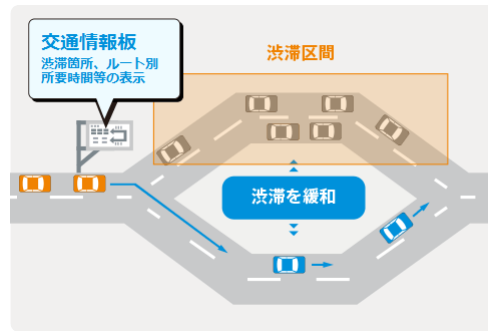 交通情報板
渋滞箇所、ルート別
所要時間等の表示
渋滞区間
渋滞を緩和